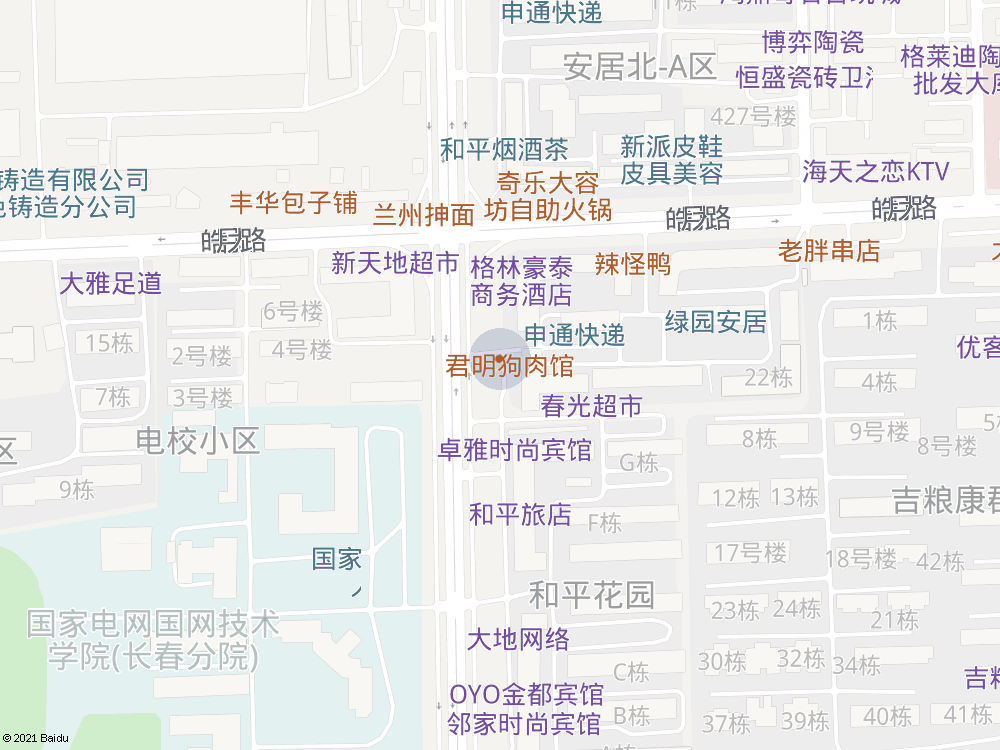 申通快递
11栋
博弈陶瓷
安居北-A区
恒盛瓷砖卫
格莱迪陶
批发大库
427号楼
和平烟酒茶
新派皮鞋
皮具美容
海天之恋KTV
铸造有限公司
铸造分公司
奇乐大容
坊自助火锅
丰华包子铺
兰州抻面
路
路
路
新天地超市
格林豪泰
商务酒店
辣怪鸭
老胖串店
大雅足道
6号楼
申通快递
绿园安居
1栋
15栋
2号楼
4号楼
优客
君明狗肉馆
22栋
4栋
7栋
3号楼
春光超市
电校小区
区
卓雅时尚宾馆
8栋
9号楼
8号楼
G栋
9栋
12栋
13栋
吉粮康郡
和平旅店
F栋
国家
17号楼
18号楼
42栋
和平花园
23栋
24栋
21栋
国家电网国网技术
学院(长春分院)
大地网络
C栋
30栋
32栋
34栋
吉粮
OYO金都宾馆
邻家时尚宾馆
B栋
37栋
39栋
40栋
41栋
© 2021 Baidu